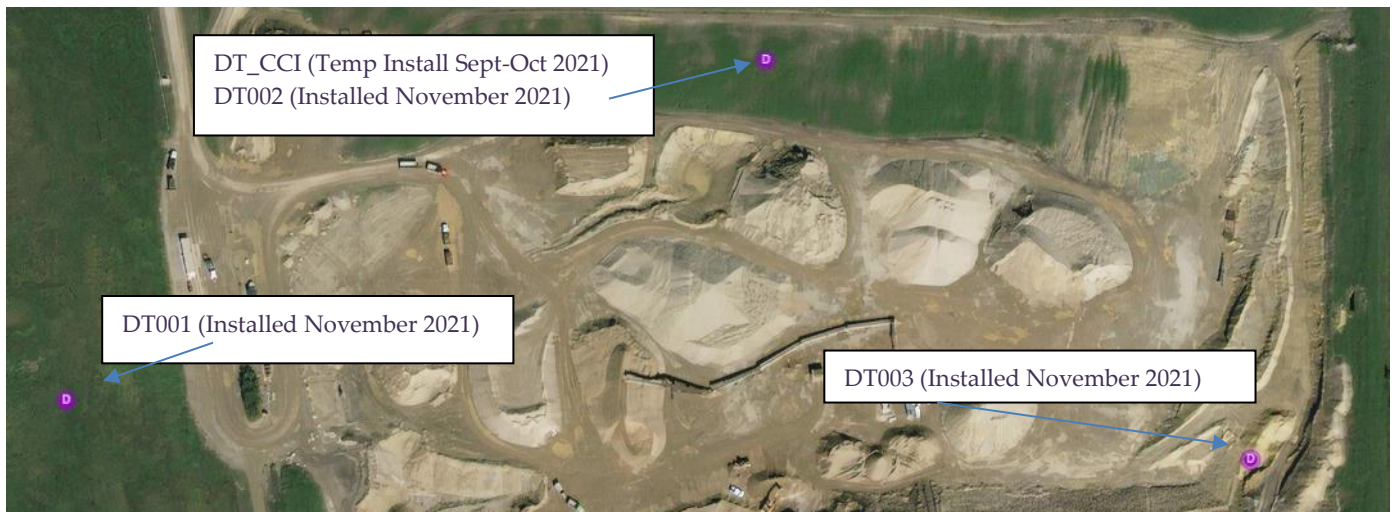 DT_CCI (Temp Install Sept-Oct 2021)
DT002 (Installed November 2021)
D
DT001 (Installed November 2021)
D
DT003 (Installed November 2021)
D